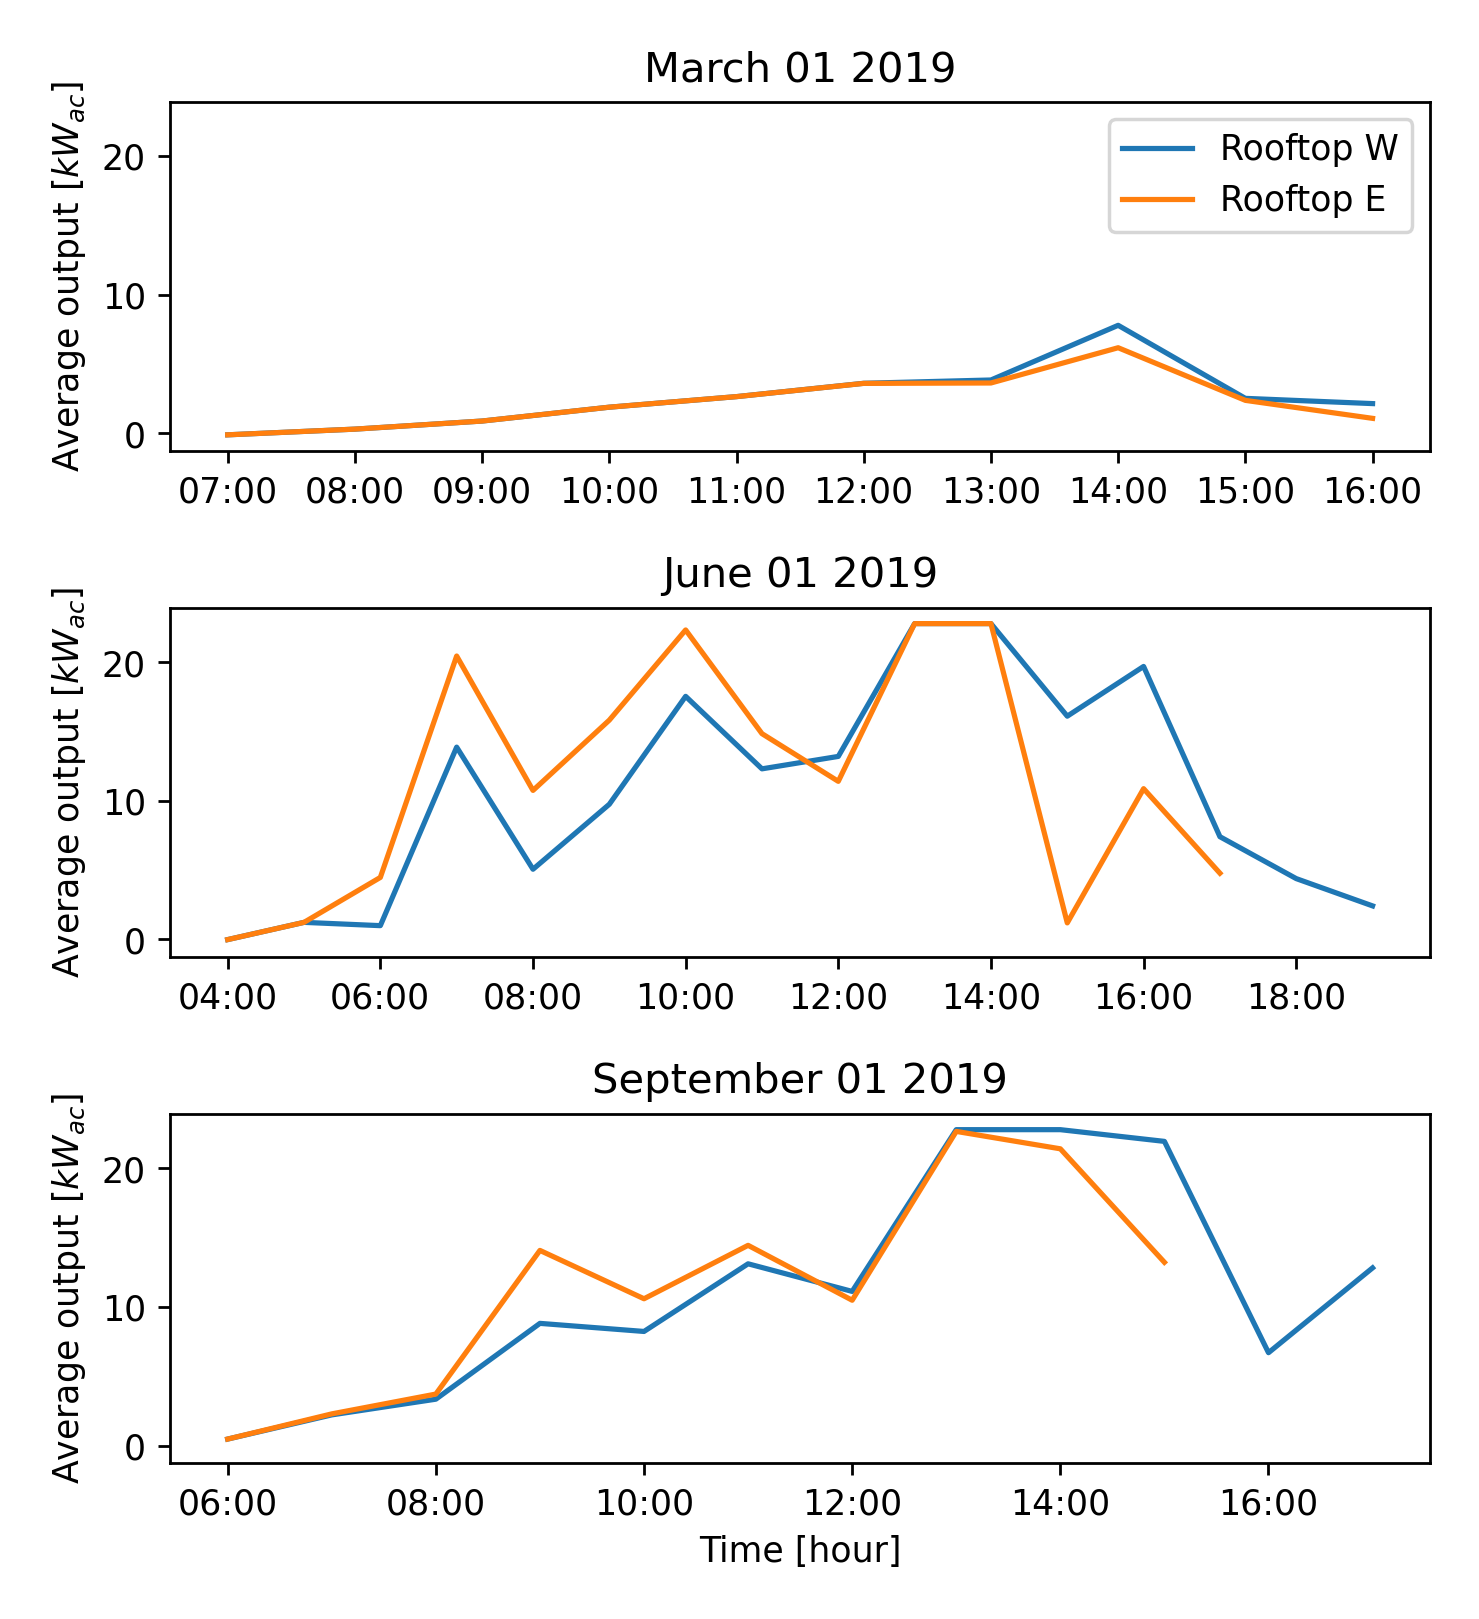 March 01 2019
Average output [kW_ac]
20
10
0
Rooftop W
Rooftop E
07:00 08:00 09:00 10:00 11:00 12:00 13:00 14:00 15:00 16:00
June 01 2019
Average output [kW_ac]
20
10
0
04:00 06:00 08:00 10:00 12:00 14:00 16:00 18:00
September 01 2019
Average output [kW_ac]
20
10
0
06:00 08:00 10:00 12:00 14:00 16:00
Time [hour]